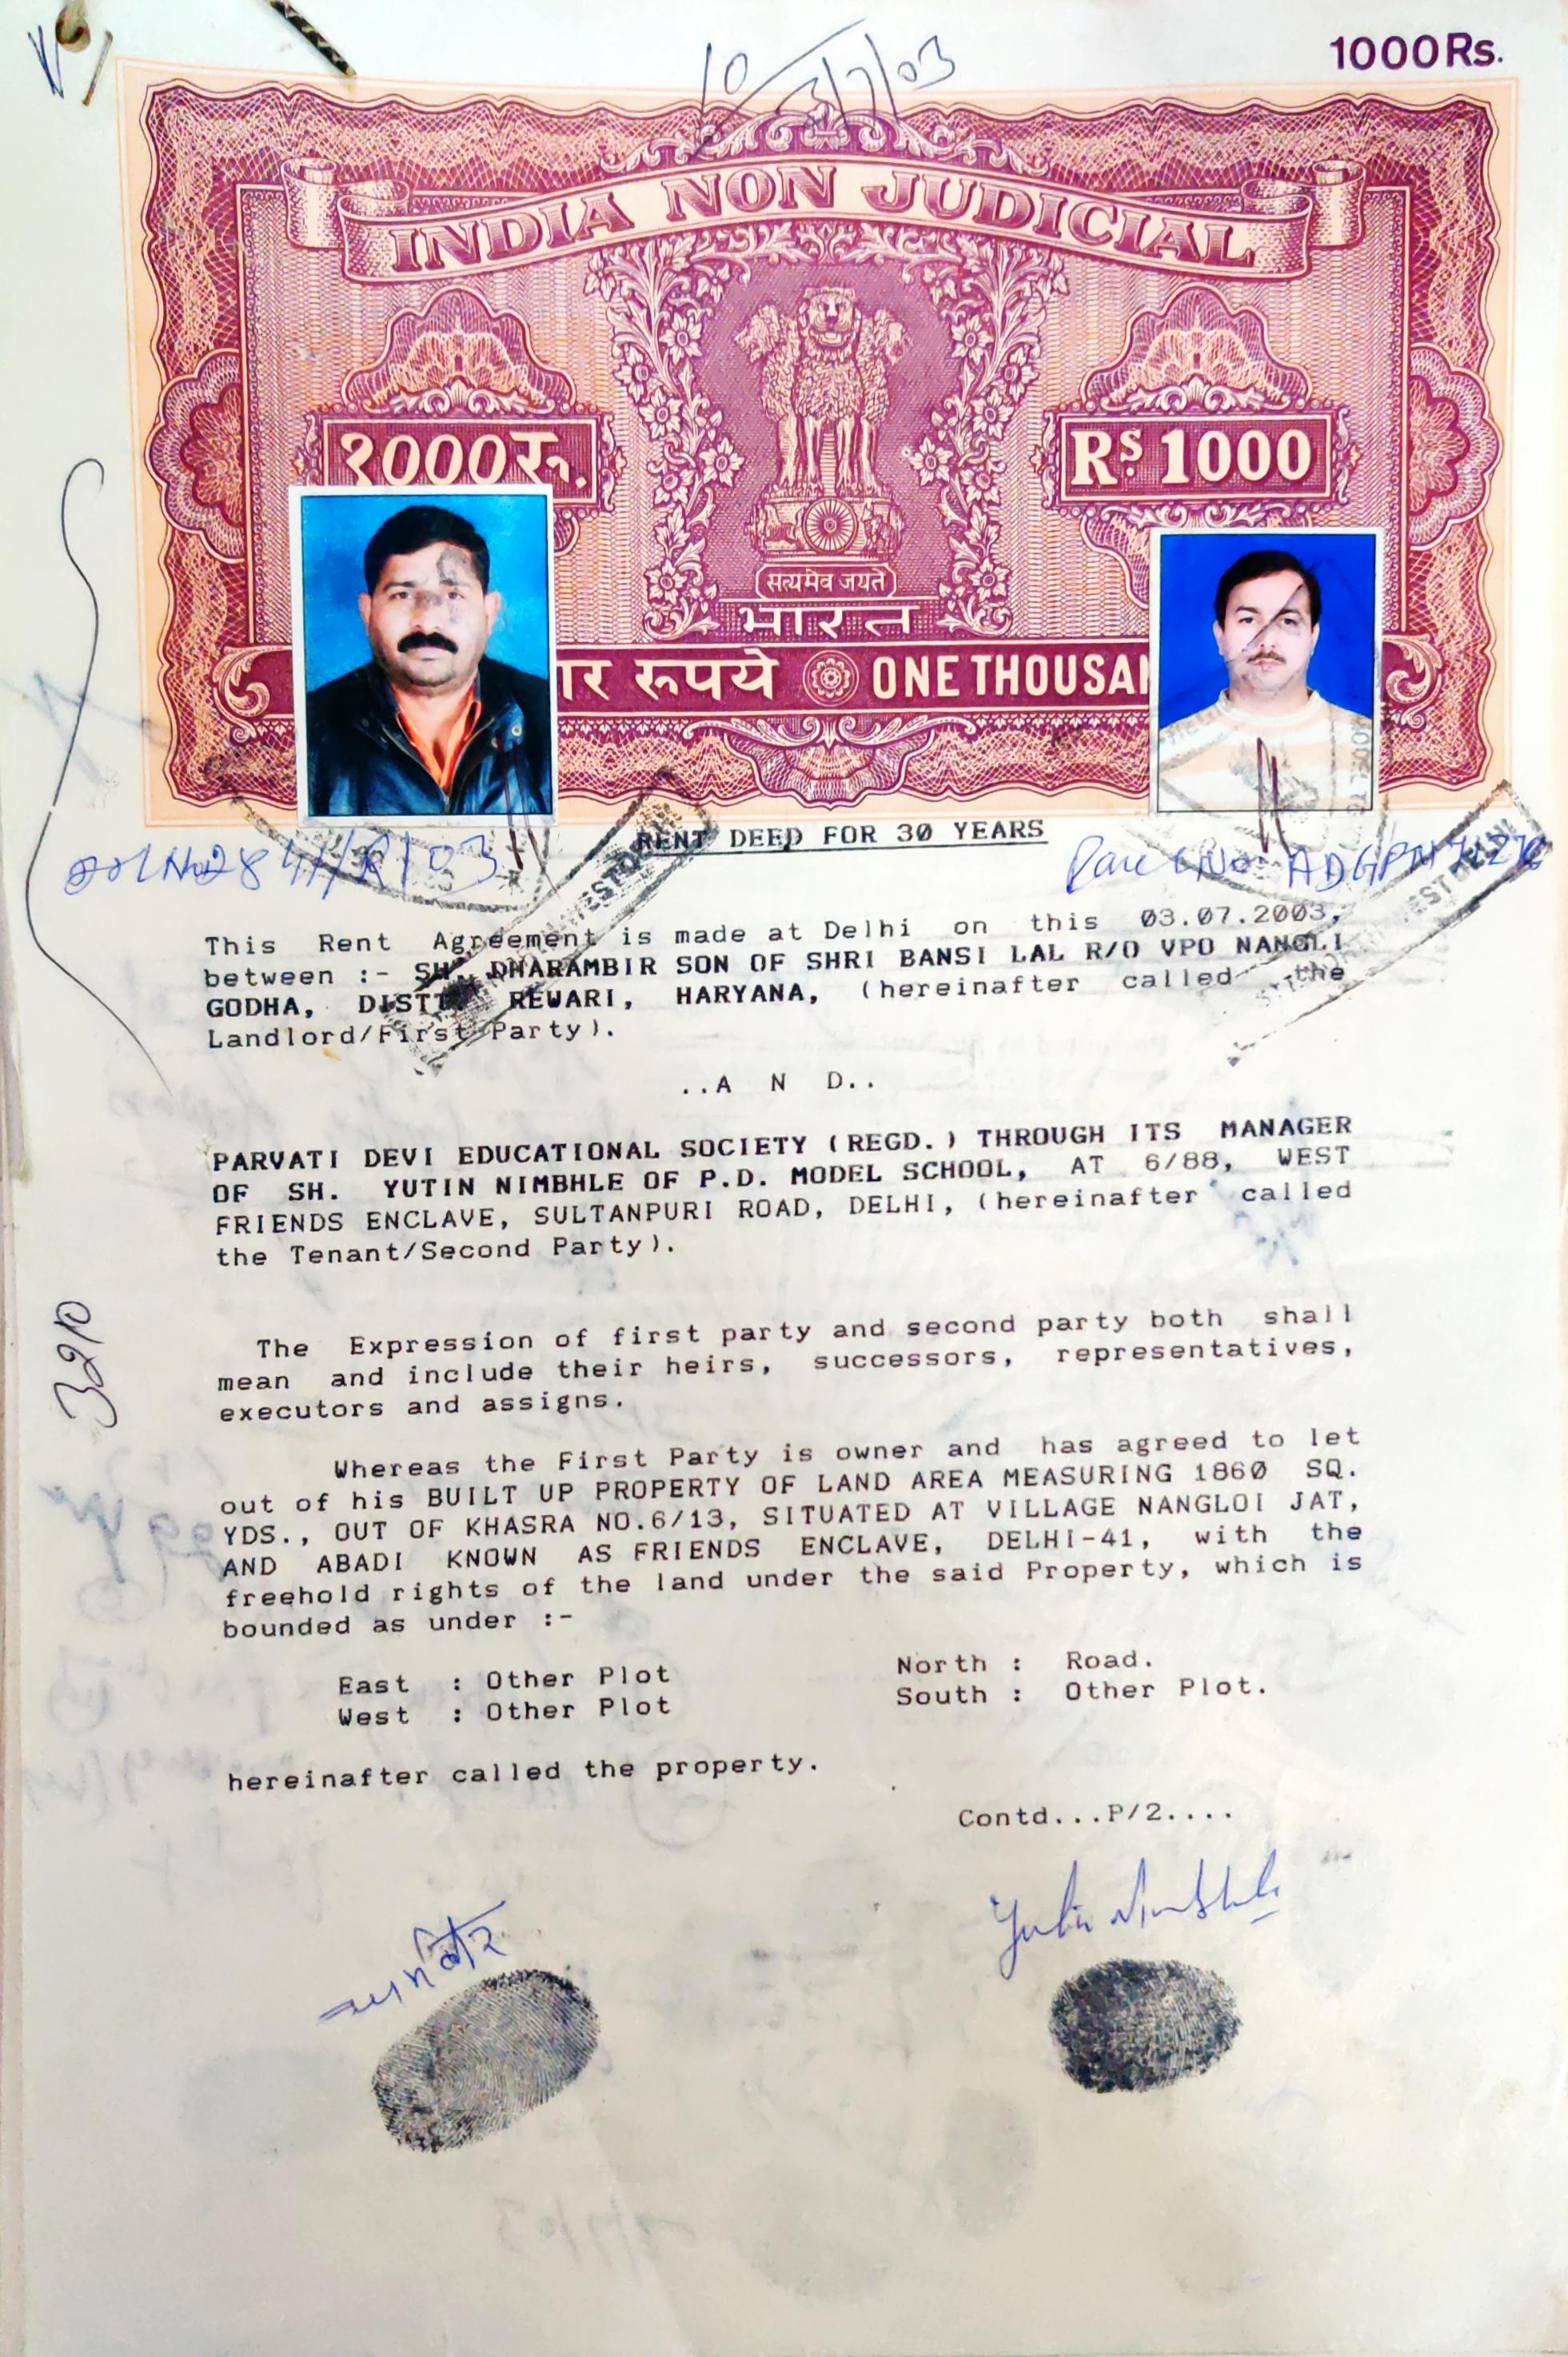 1000Rs.
INDIA NON JUDICIAL
१000रु.
Rs. 1000
सत्यमेव जयते
भारत
रुपये ONE THOUSAN
RENT DEED FOR 30 YEARS
This Rent Agreement is made at Delhi on this 03.07.2003,
between :- SH. DHARAMBIR SON OF SHRI BANSI LAL R/O VPO NANGLI
GODHA, DISTT. REWARI, HARYANA, (hereinafter called the
Landlord/First Party).
..A N D..
PARVATI DEVI EDUCATIONAL SOCIETY (REGD.) THROUGH ITS MANAGER
OF SH. YUTIN NIMBHLE OF P.D. MODEL SCHOOL, AT 6/88, WEST
FRIENDS ENCLAVE, SULTANPURI ROAD, DELHI, (hereinafter called
the Tenant/Second Party).
The Expression of first party and second party both shall
mean and include their heirs, successors, representatives,
executors and assigns.
3210
Whereas the First Party is owner and has agreed to let
out of his BUILT UP PROPERTY OF LAND AREA MEASURING 1860 SQ.
YDS., OUT OF KHASRA NO.6/13, SITUATED AT VILLAGE NANGLOI JAT,
AND ABADI KNOWN AS FRIENDS ENCLAVE, DELHI-41, with the
freehold rights of the land under the said Property, which is
bounded as under :-
East : Other Plot North : Road.
West : Other Plot South : Other Plot.
hereinafter called the property.
Contd...P/2....
Yutin Nimbhle